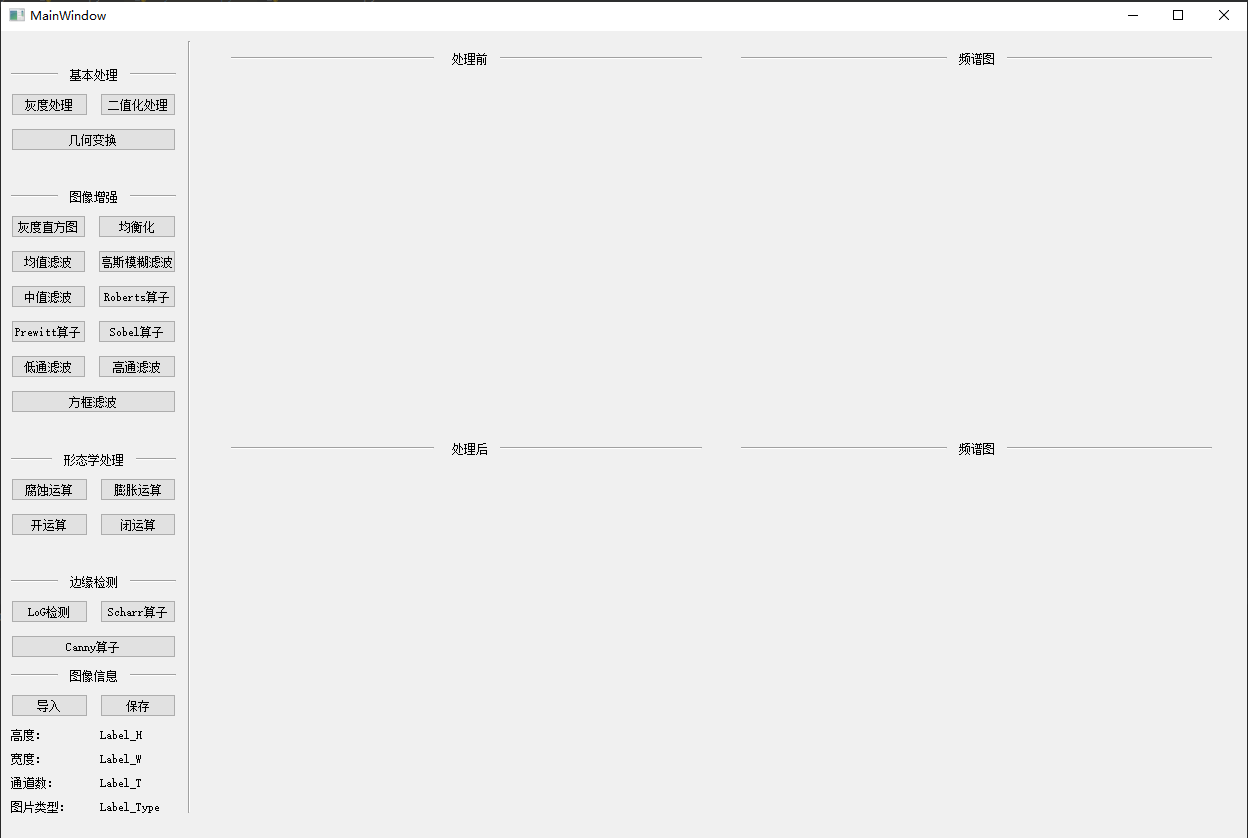 MainWindow
基本处理
灰度处理 二值化处理
几何变换
图像增强
灰度直方图 均衡化
均值滤波 高斯模糊滤波
中值滤波 Roberts算子
Prewitt算子 Sobel算子
低通滤波 高通滤波
方框滤波
形态学处理
腐蚀运算 膨胀运算
开运算 闭运算
边缘检测
LoG检测 Scharr算子
Canny算子
图像信息
导入 保存
高度: Label_H
宽度: Label_W
通道数: Label_T
图片类型: Label_Type
处理前 频谱图
处理后 频谱图